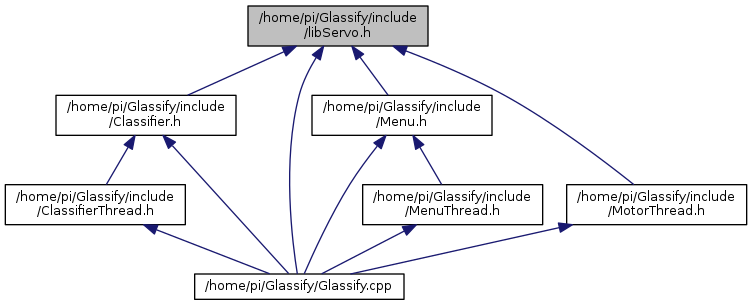 /home/pi/Glassify/include
/libServo.h
/home/pi/Glassify/include
/Classifier.h
/home/pi/Glassify/include
/Menu.h
/home/pi/Glassify/include
/ClassifierThread.h
/home/pi/Glassify/include
/MenuThread.h
/home/pi/Glassify/include
/MotorThread.h
/home/pi/Glassify/Glassify.cpp